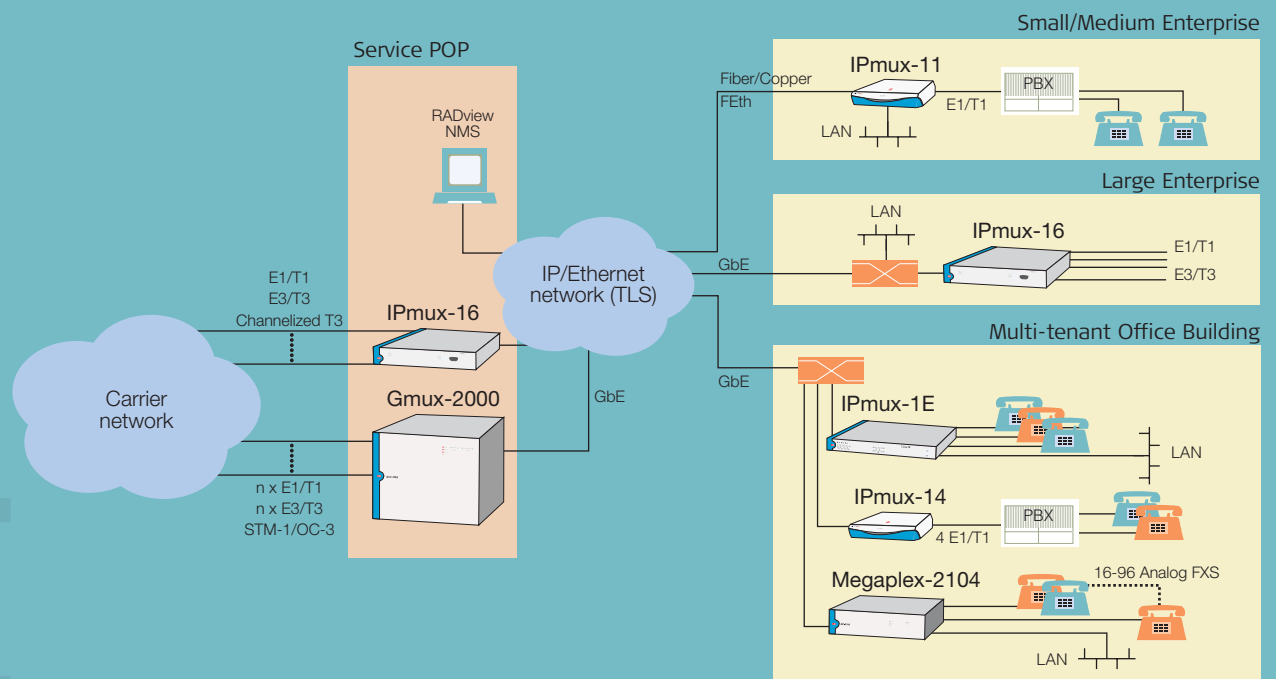 Small/Medium Enterprise
Service POP
IPmux-11
Fiber/Copper
FEth
PBX
E1/T1
LAN
RADview
NMS
Large Enterprise
LAN
IPmux-16
E1/T1
E3/T3
GbE
IP/Ethernet
network (TLS)
E1/T1
E3/T3
Channelized T3
IPmux-16
Carrier
network
Gmux-2000
GbE
n x E1/T1
n x E3/T3
STM-1/OC-3
Multi-tenant Office Building
GbE
IPmux-1E
LAN
IPmux-14
PBX
4 E1/T1
Megaplex-2104
16-96 Analog FXS
LAN